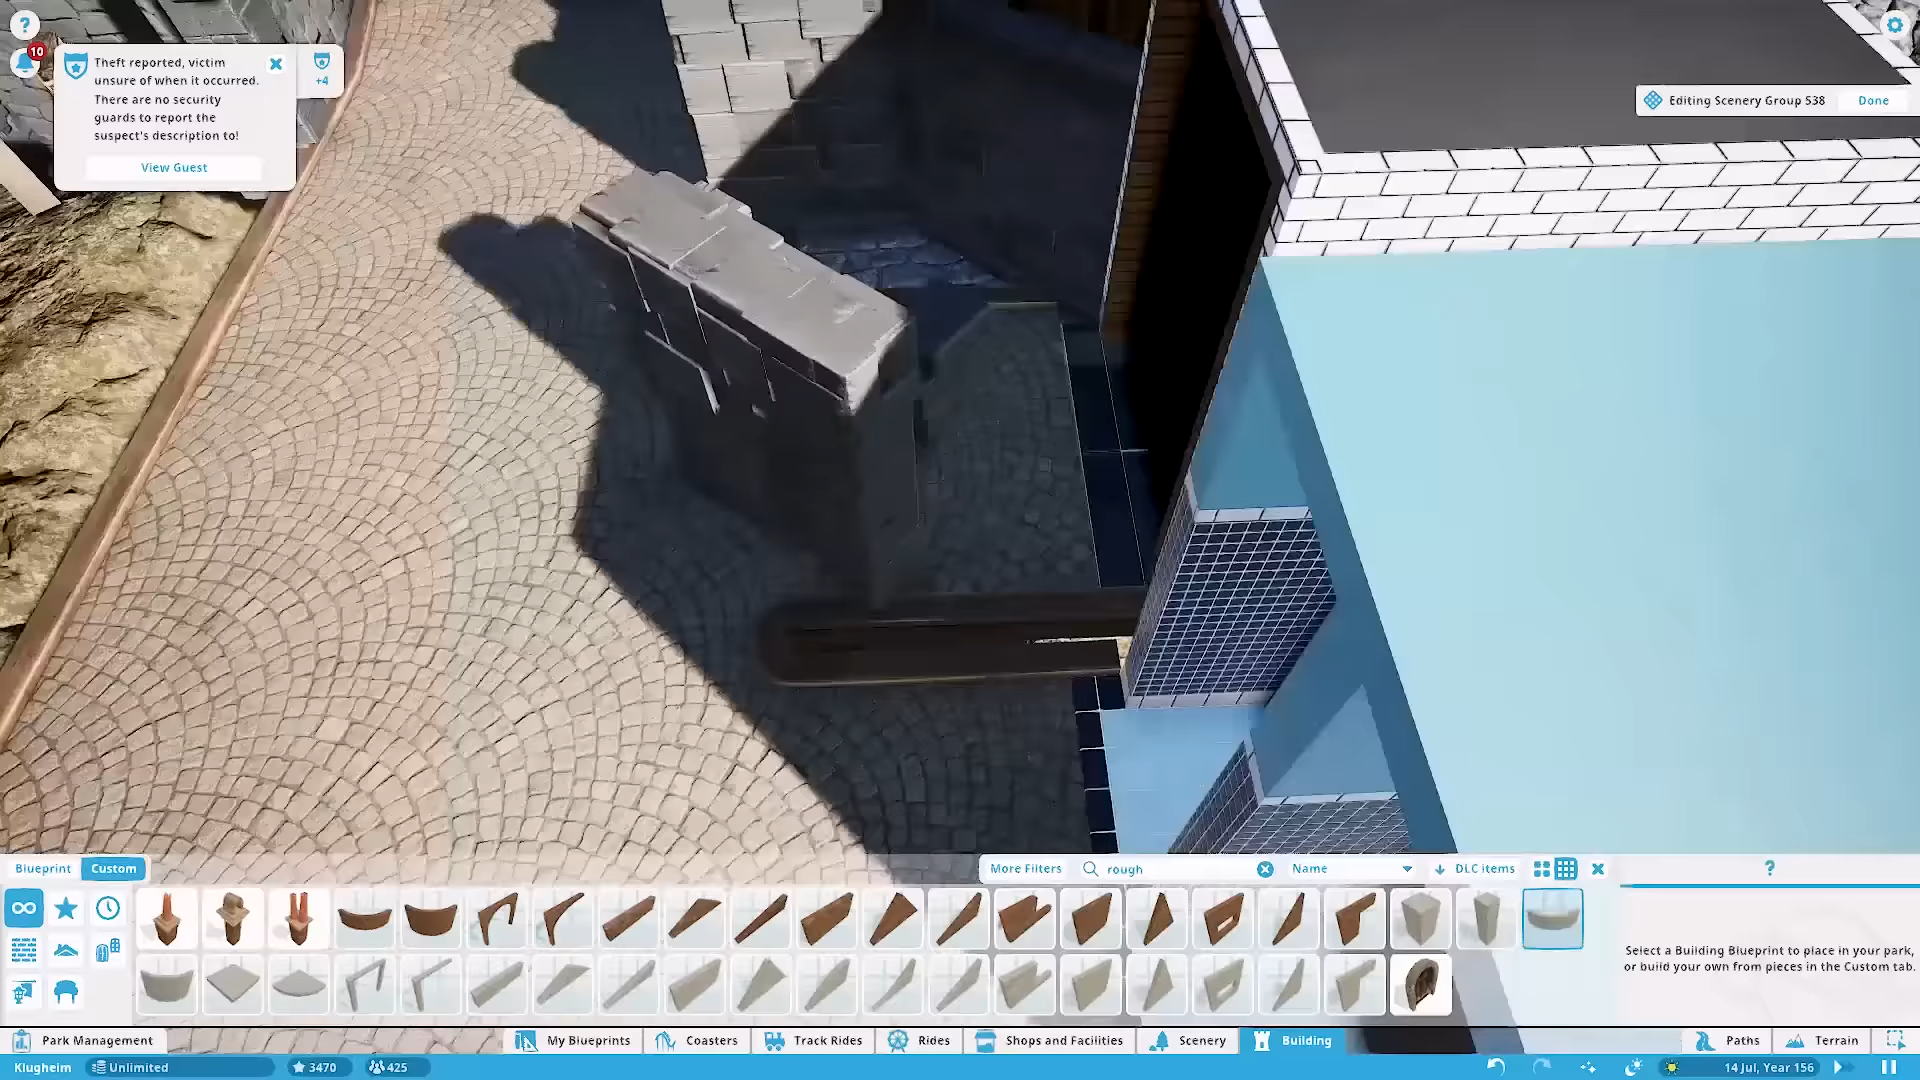 ?
10
Theft reported, victim
unsure of when it occurred.
There are no security
guards to report the
suspect's description to!
View Guest
+4
Editing Scenery Group 538
Done
Blueprint
Custom
More Filters
rough
Name
DLC items
?
Select a Building Blueprint to place in your park,
or build your own from pieces in the Custom tab.
Park Management
My Blueprints
Coasters
Track Rides
Rides
Shops and Facilities
Scenery
Building
Paths
Terrain
Klugheim
Unlimited
3470
425
14 Jul, Year 156